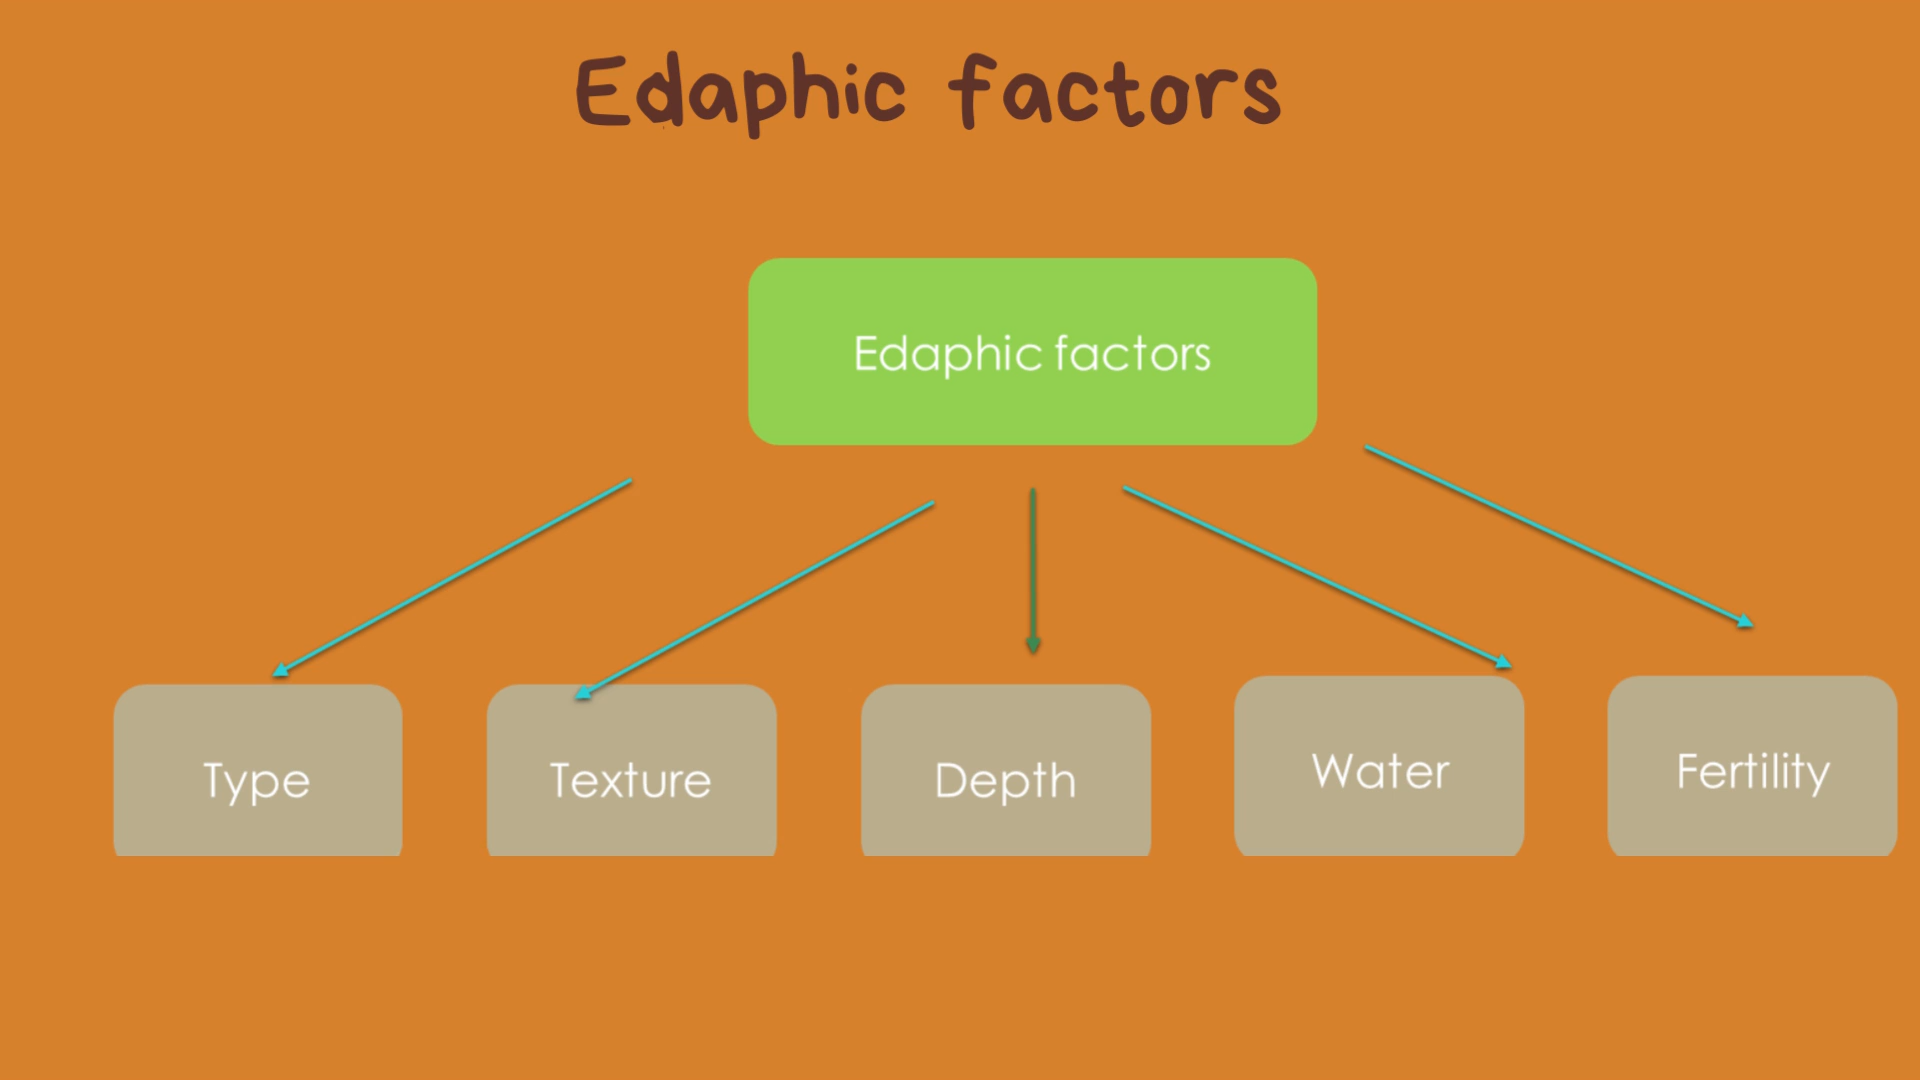 Edaphic factors
Edaphic factors
Type
Texture
Depth
Water
Fertility